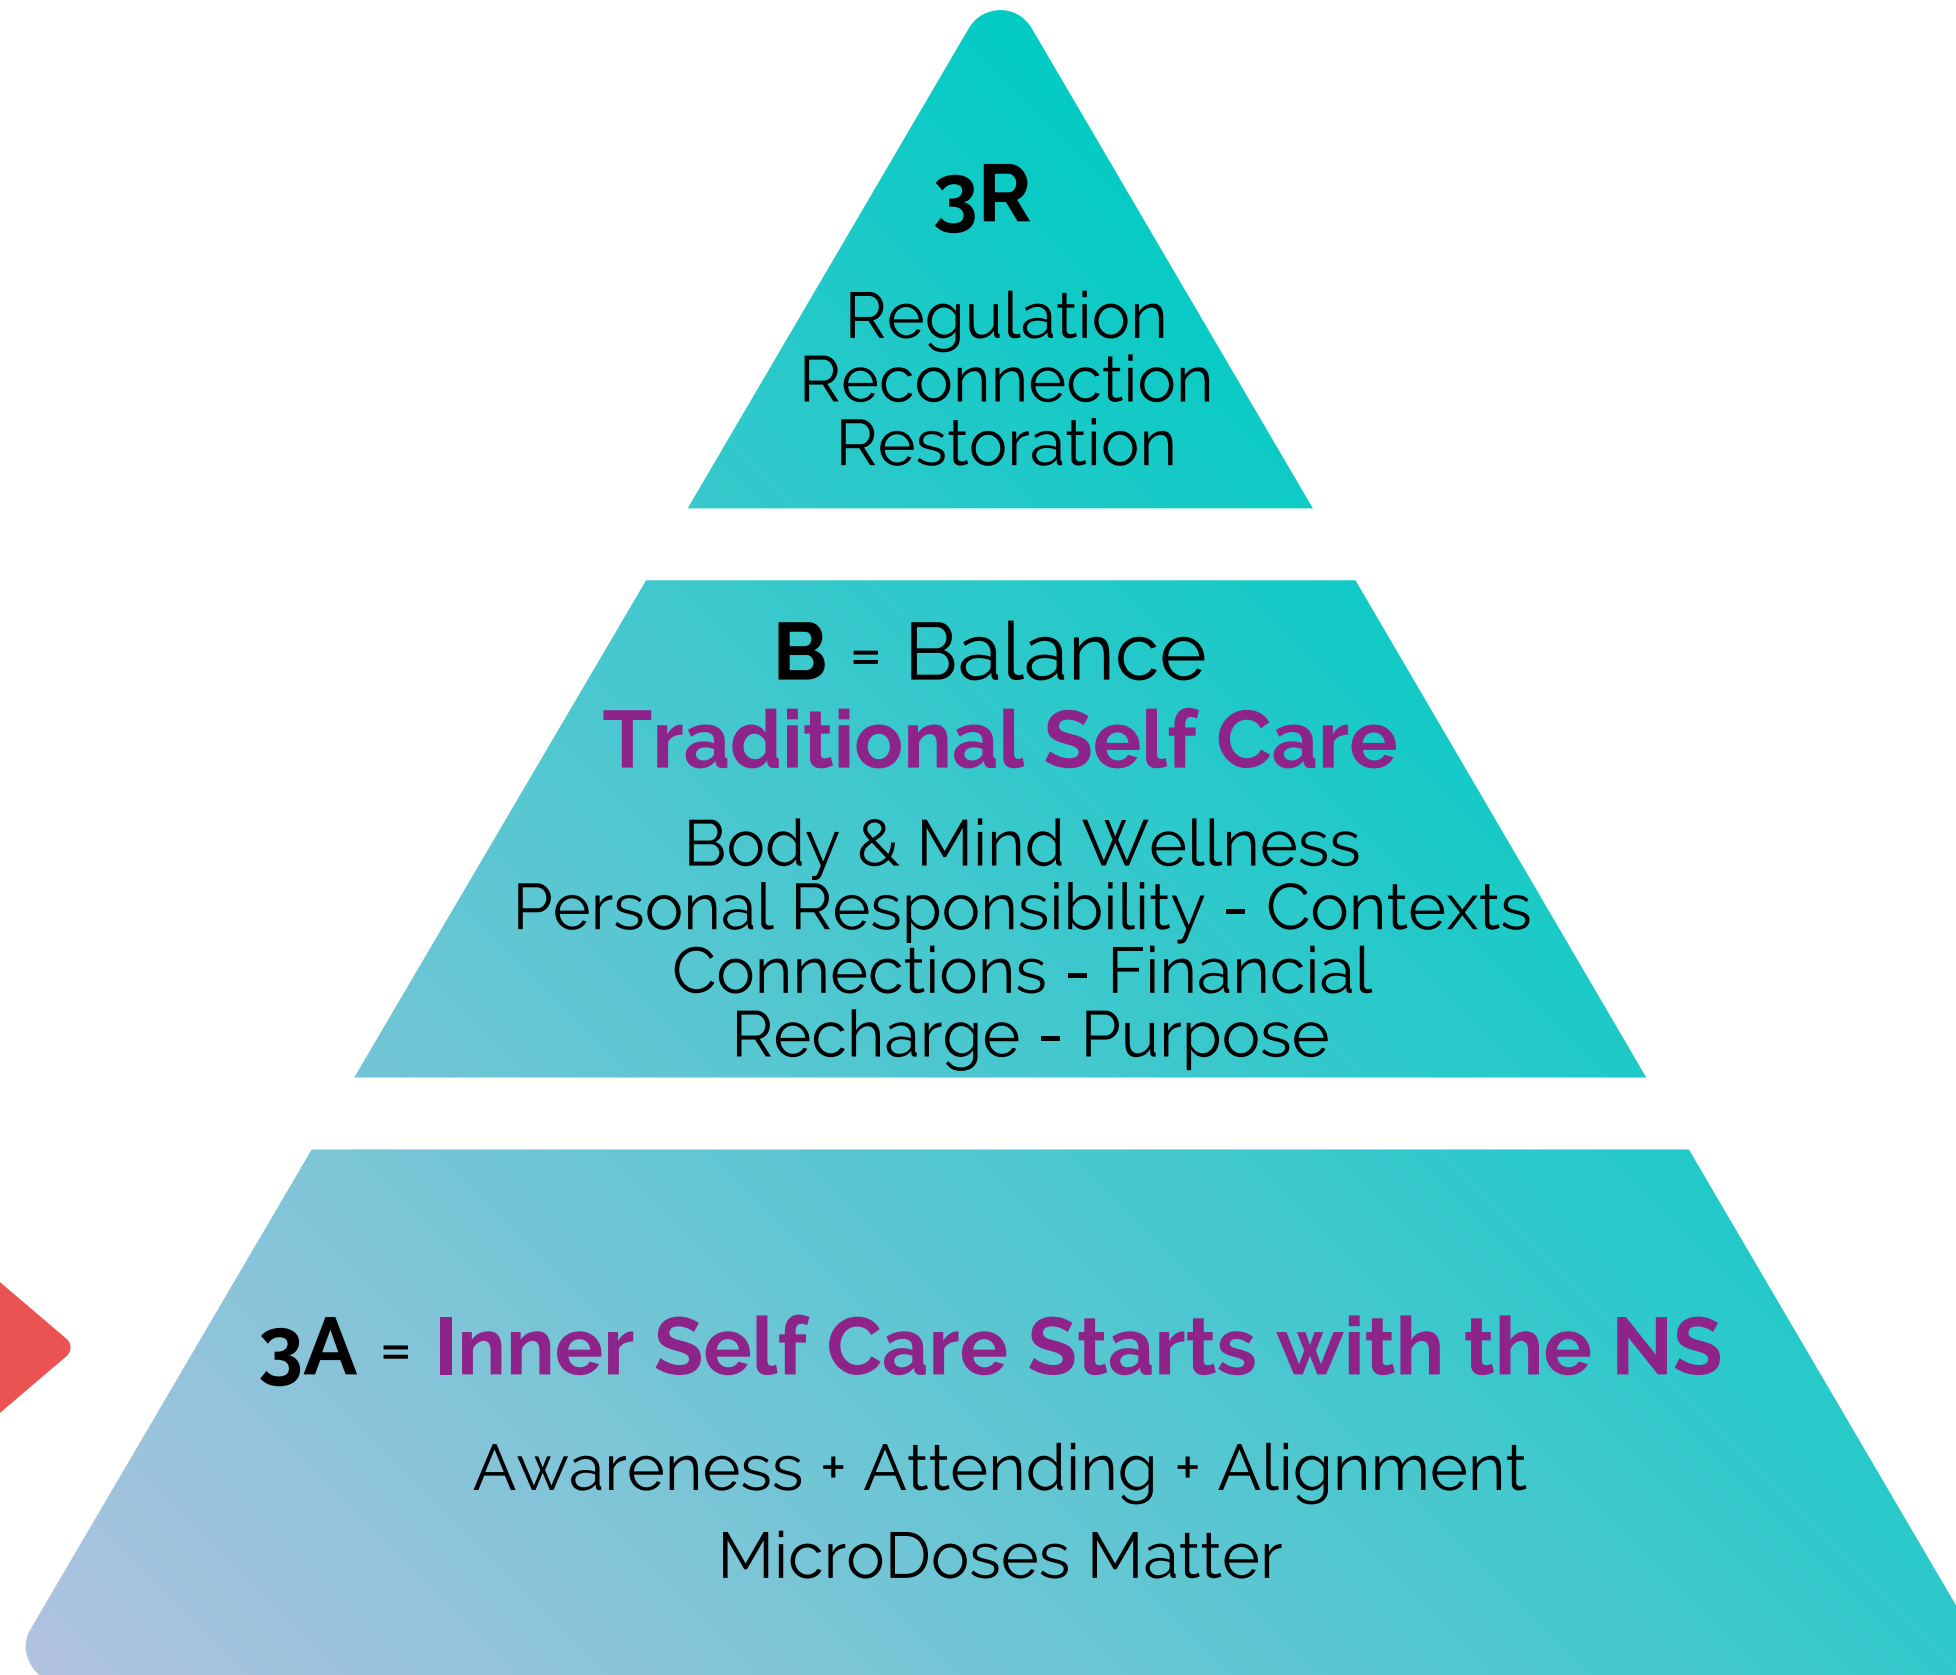 3R
Regulation
Reconnection
Restoration
B = Balance
Traditional Self Care
Body & Mind Wellness
Personal Responsibility - Contexts
Connections - Financial
Recharge - Purpose
3A = Inner Self Care Starts with the NS
Awareness + Attending + Alignment
MicroDoses Matter